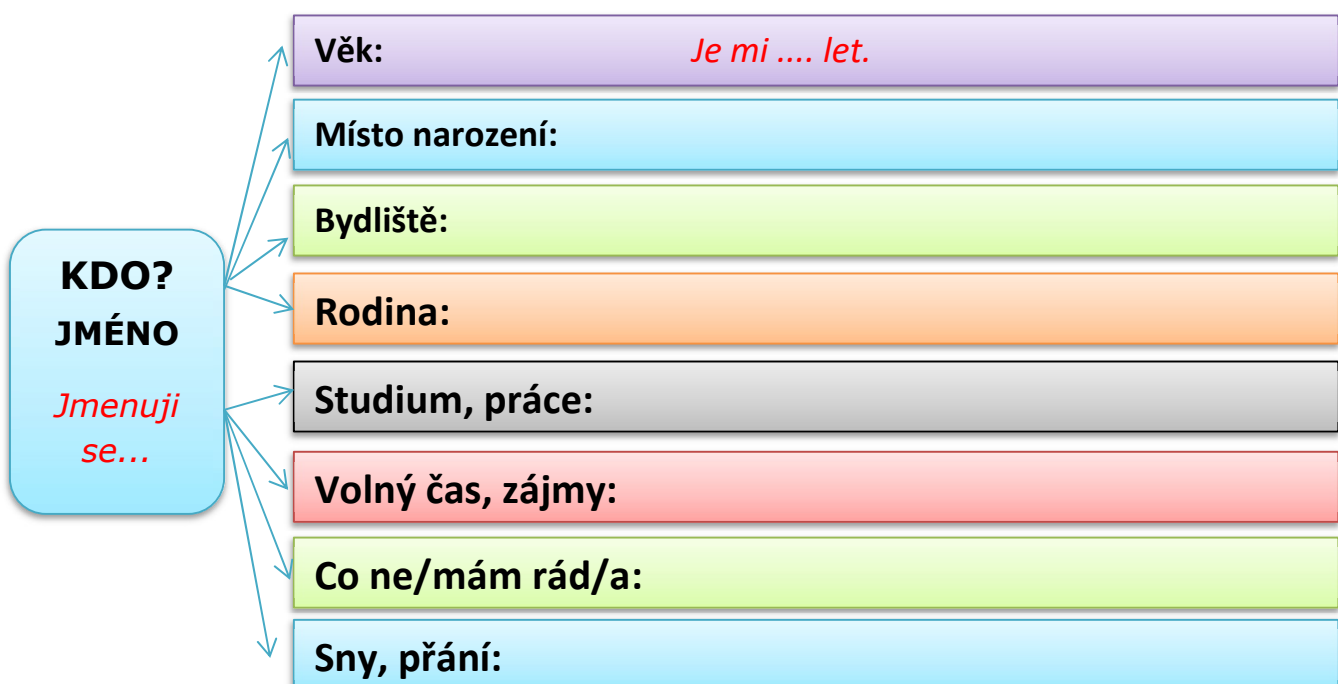 KDO?
JMÉNO
Jmenuji
se...
Věk: Je mi .... let.
Místo narození:
Bydliště:
Rodina:
Studium, práce:
Volný čas, zájmy:
Co ne/mám rád/a:
Sny, přání: